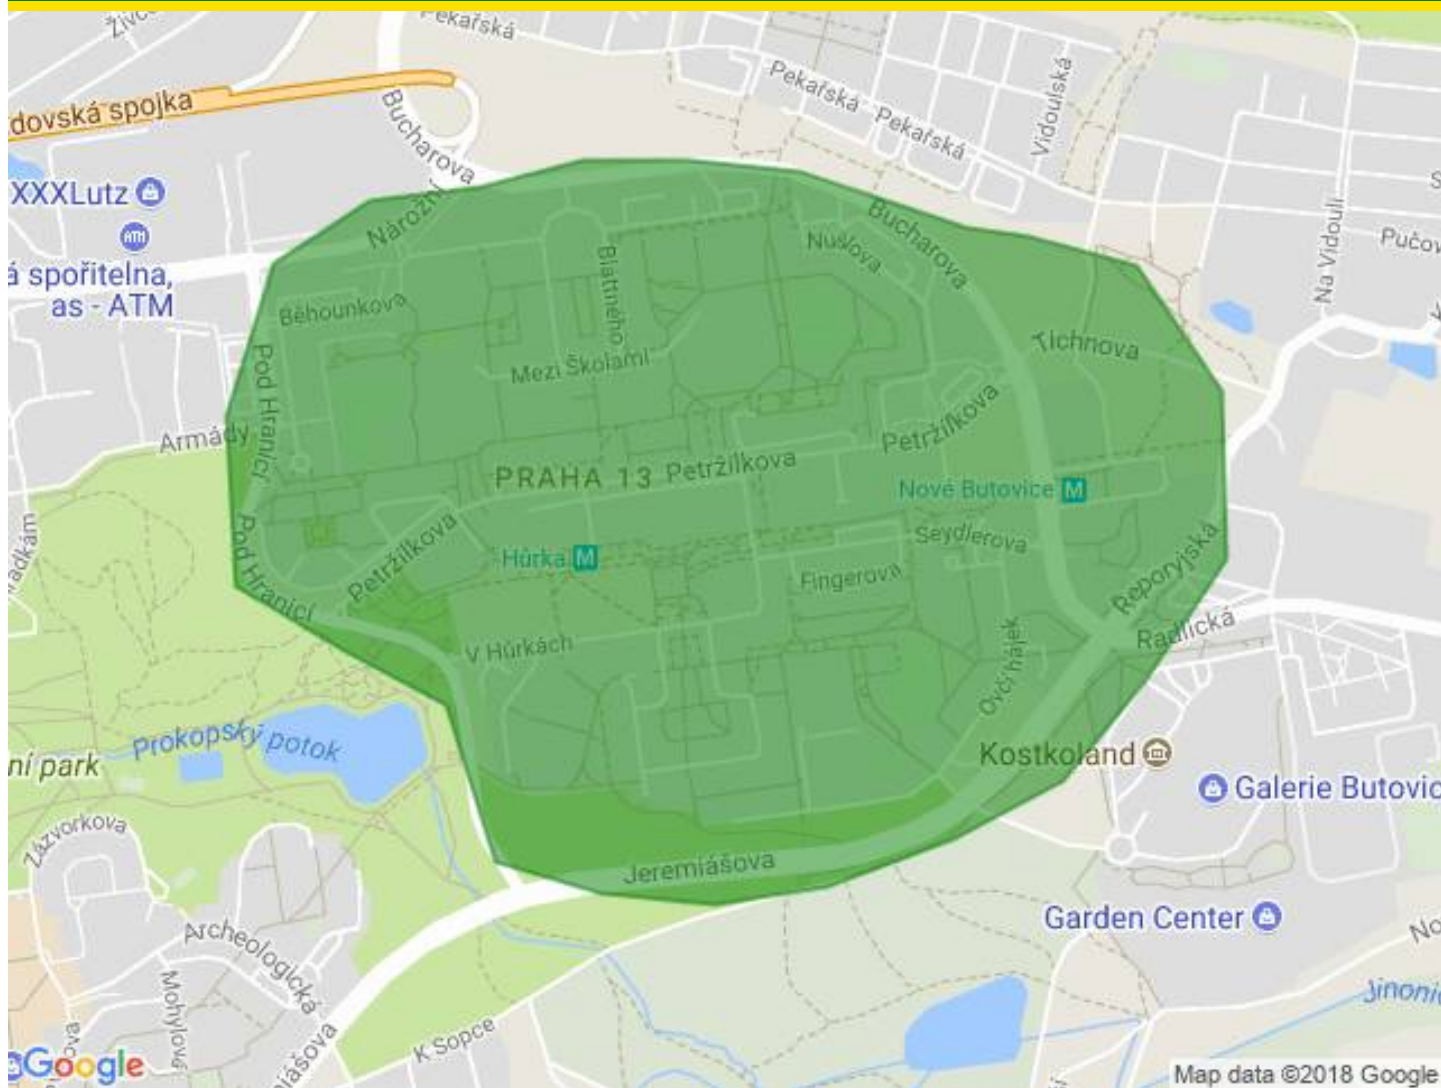 Pekařská
dovská spojka
Bucharova
Pekařská
Pekařská
Vidoulská
XXXLutz
ATM
á spořitelna,
as - ATM
Nárožní
Nušlova
Bucharova
Na Vidouli
Běhounkova
Blattného
Mezi Školami
Tichnova
Pod Hranicí
Armády
PRAHA 13
Petržílkova
Petržílkova
Nové Butovice M
Pod Hranicí
Petržílkova
Hůrka M
Seydlerova
Fingerova
Řeporyjská
Radlická
V Hůrkách
Ovčí hájek
Prokopský potok
ní park
Kostkoland
Galerie Butovic
Zázvorkova
Jeremiášova
Garden Center
Archeologická
Mohylová
K Sopce
Jinonic
Google
Map data ©2018 Google